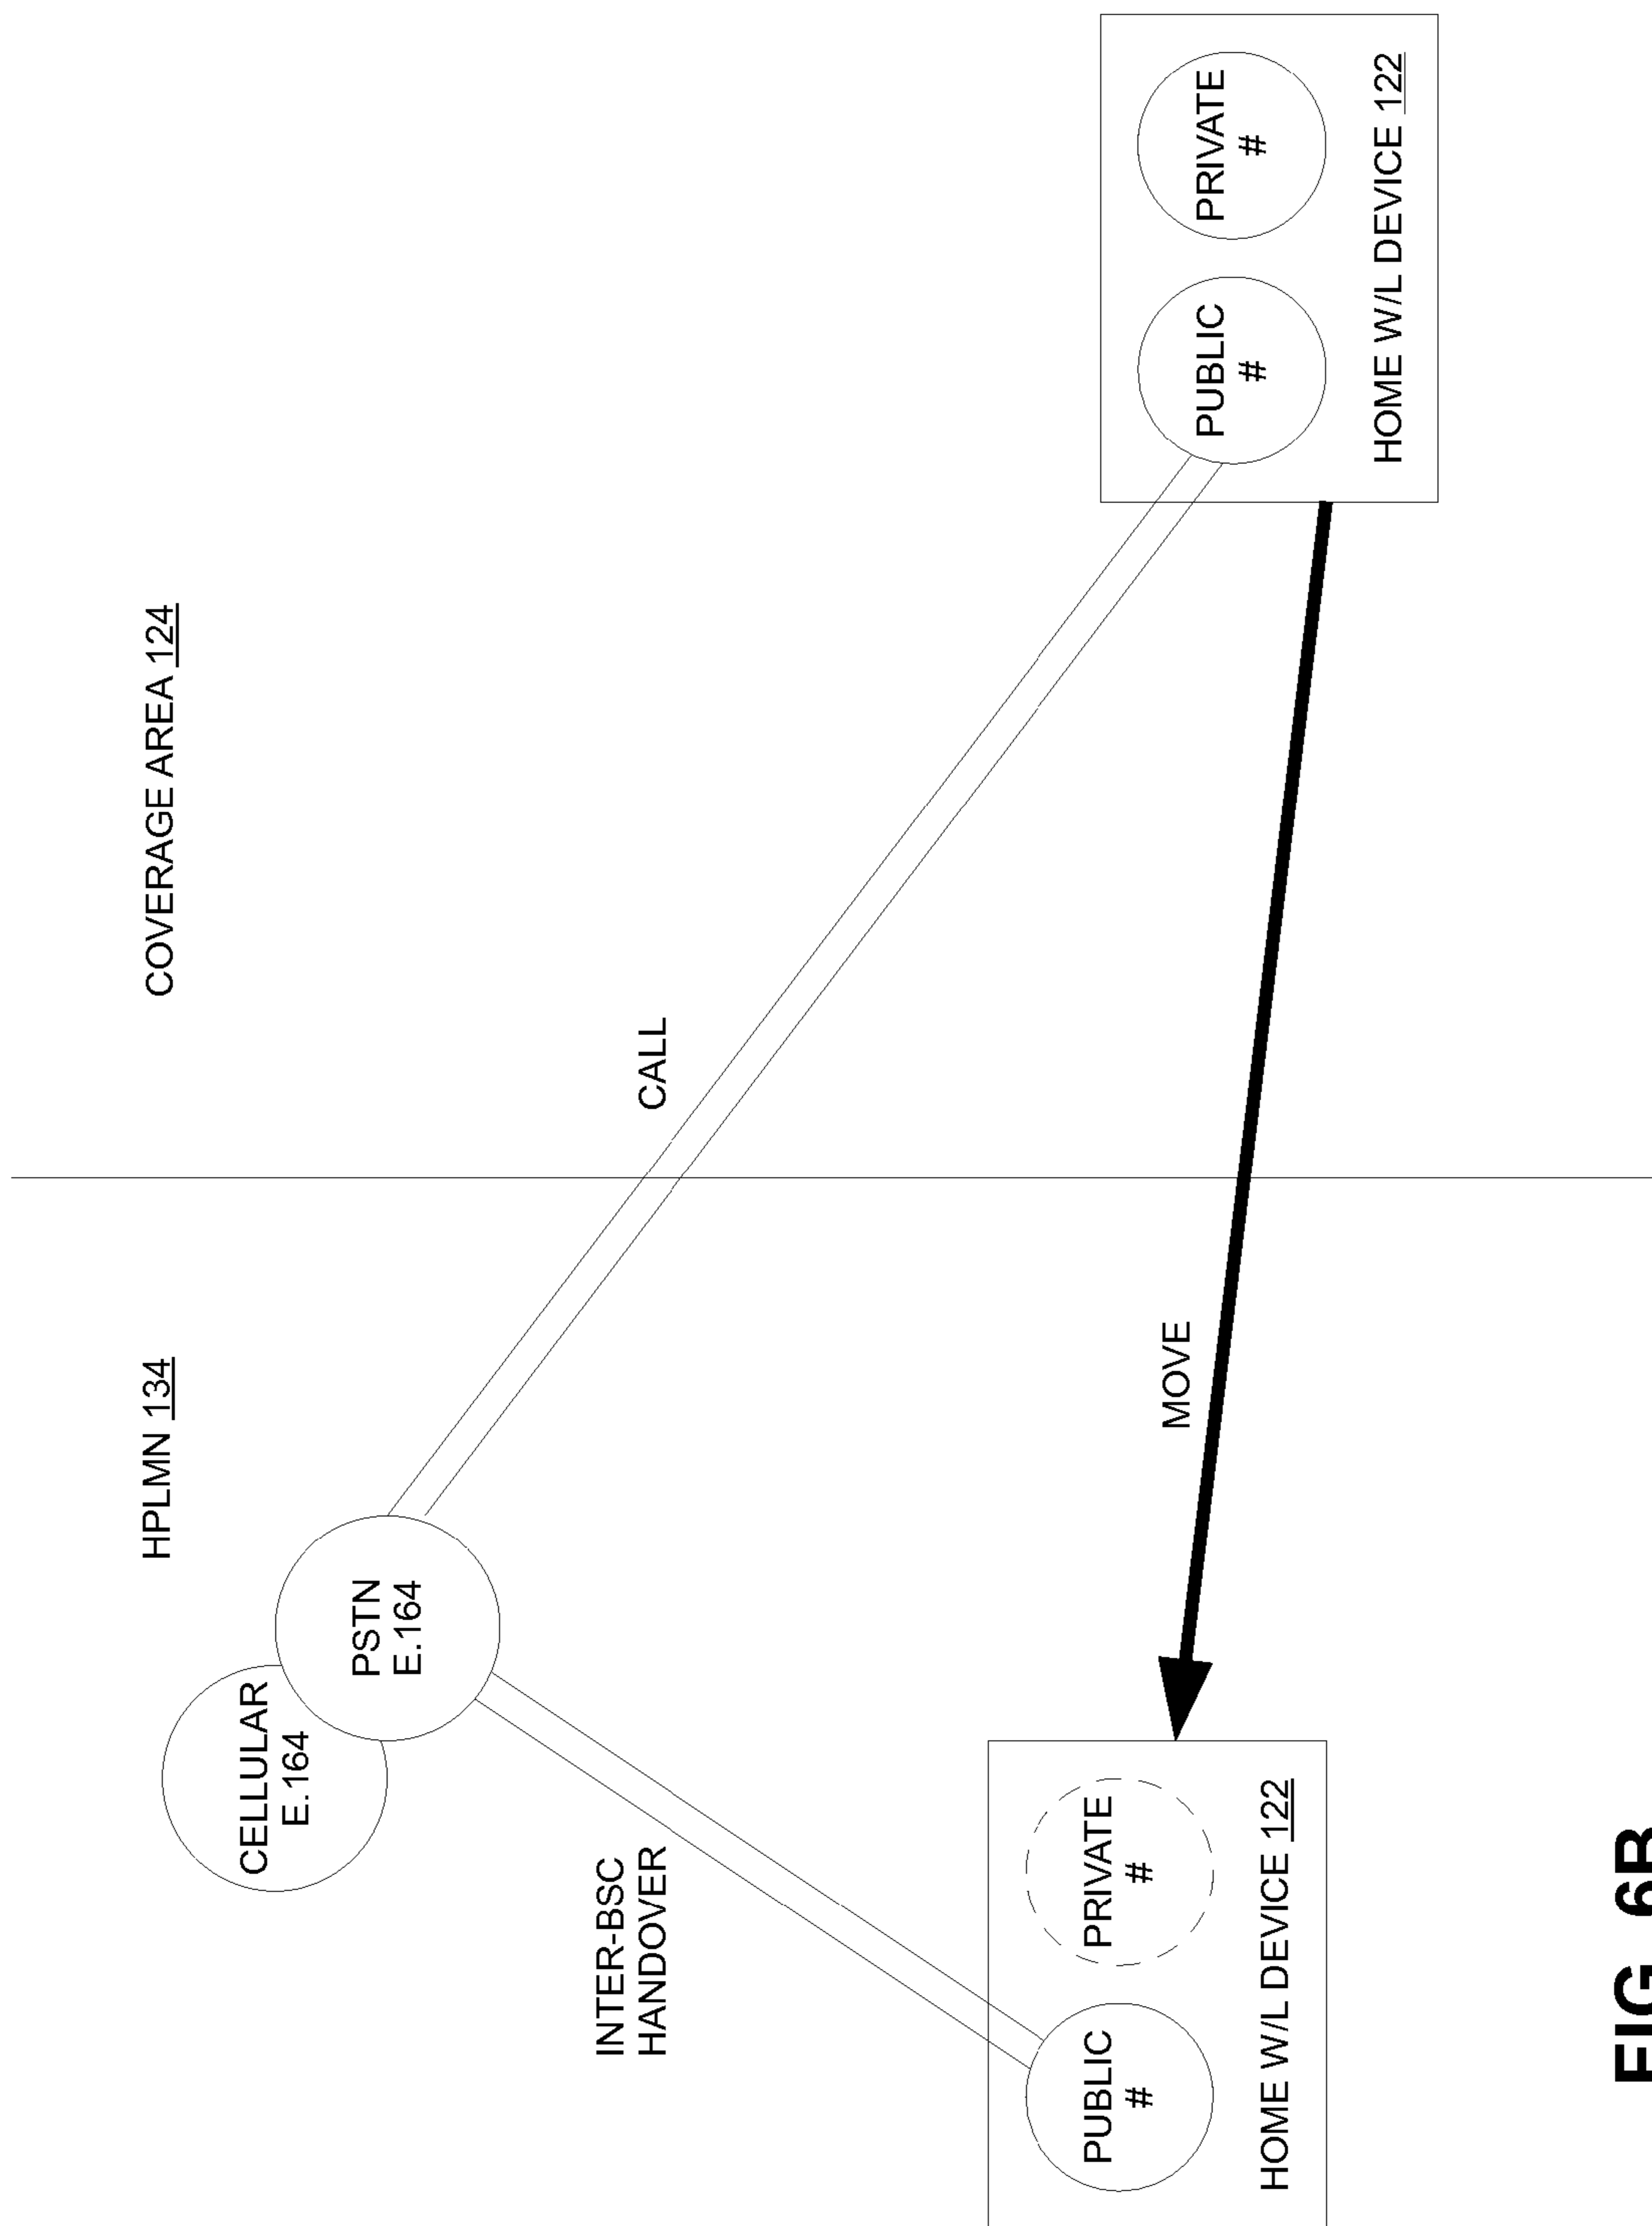 HPLMN 134
COVERAGE AREA 124
CELLULAR
E.164
PSTN
E.164
INTER-BSC
HANDOVER
CALL
PUBLIC
#
PRIVATE
#
HOME W/L DEVICE 122
MOVE
PUBLIC
#
PRIVATE
#
HOME W/L DEVICE 122
FIG 6B